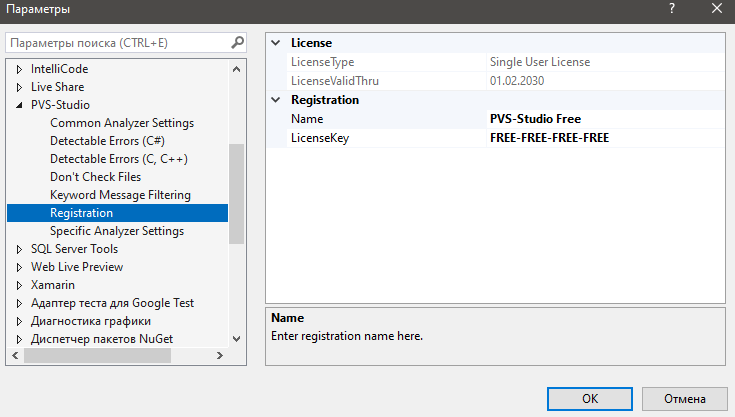 Параметры
?
Параметры поиска (CTRL+E)
IntelliCode
Live Share
PVS-Studio
Common Analyzer Settings
Detectable Errors (C#)
Detectable Errors (C, C++)
Don't Check Files
Keyword Message Filtering
Registration
Specific Analyzer Settings
SQL Server Tools
Web Live Preview
Xamarin
Адаптер теста для Google Test
Диагностика графики
Диспетчер пакетов NuGet
License
LicenseType Single User License
LicenseValidThru 01.02.2030
Registration
Name PVS-Studio Free
LicenseKey FREE-FREE-FREE-FREE
Name
Enter registration name here.
OK Отмена